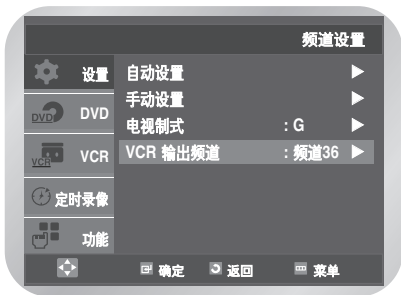 频道设置
设置
自动设置 ▶
手动设置 ▶
DVD DVD
电视制式 : G ▶
VCR VCR
VCR 输出频道 : 频道36 ▶
定时录像
功能
确定 返回 菜单